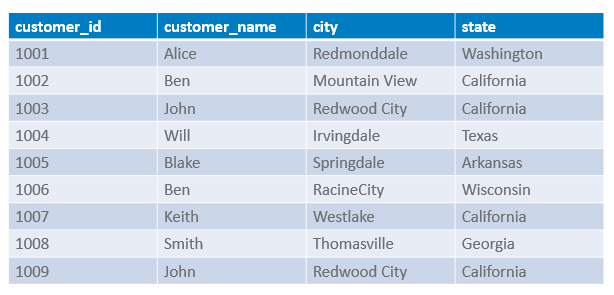 customer_id customer_name city state
1001 Alice Redmonddale Washington
1002 Ben Mountain View California
1003 John Redwood City California
1004 Will Irvingdale Texas
1005 Blake Springdale Arkansas
1006 Ben RacineCity Wisconsin
1007 Keith Westlake California
1008 Smith Thomasville Georgia
1009 John Redwood City California